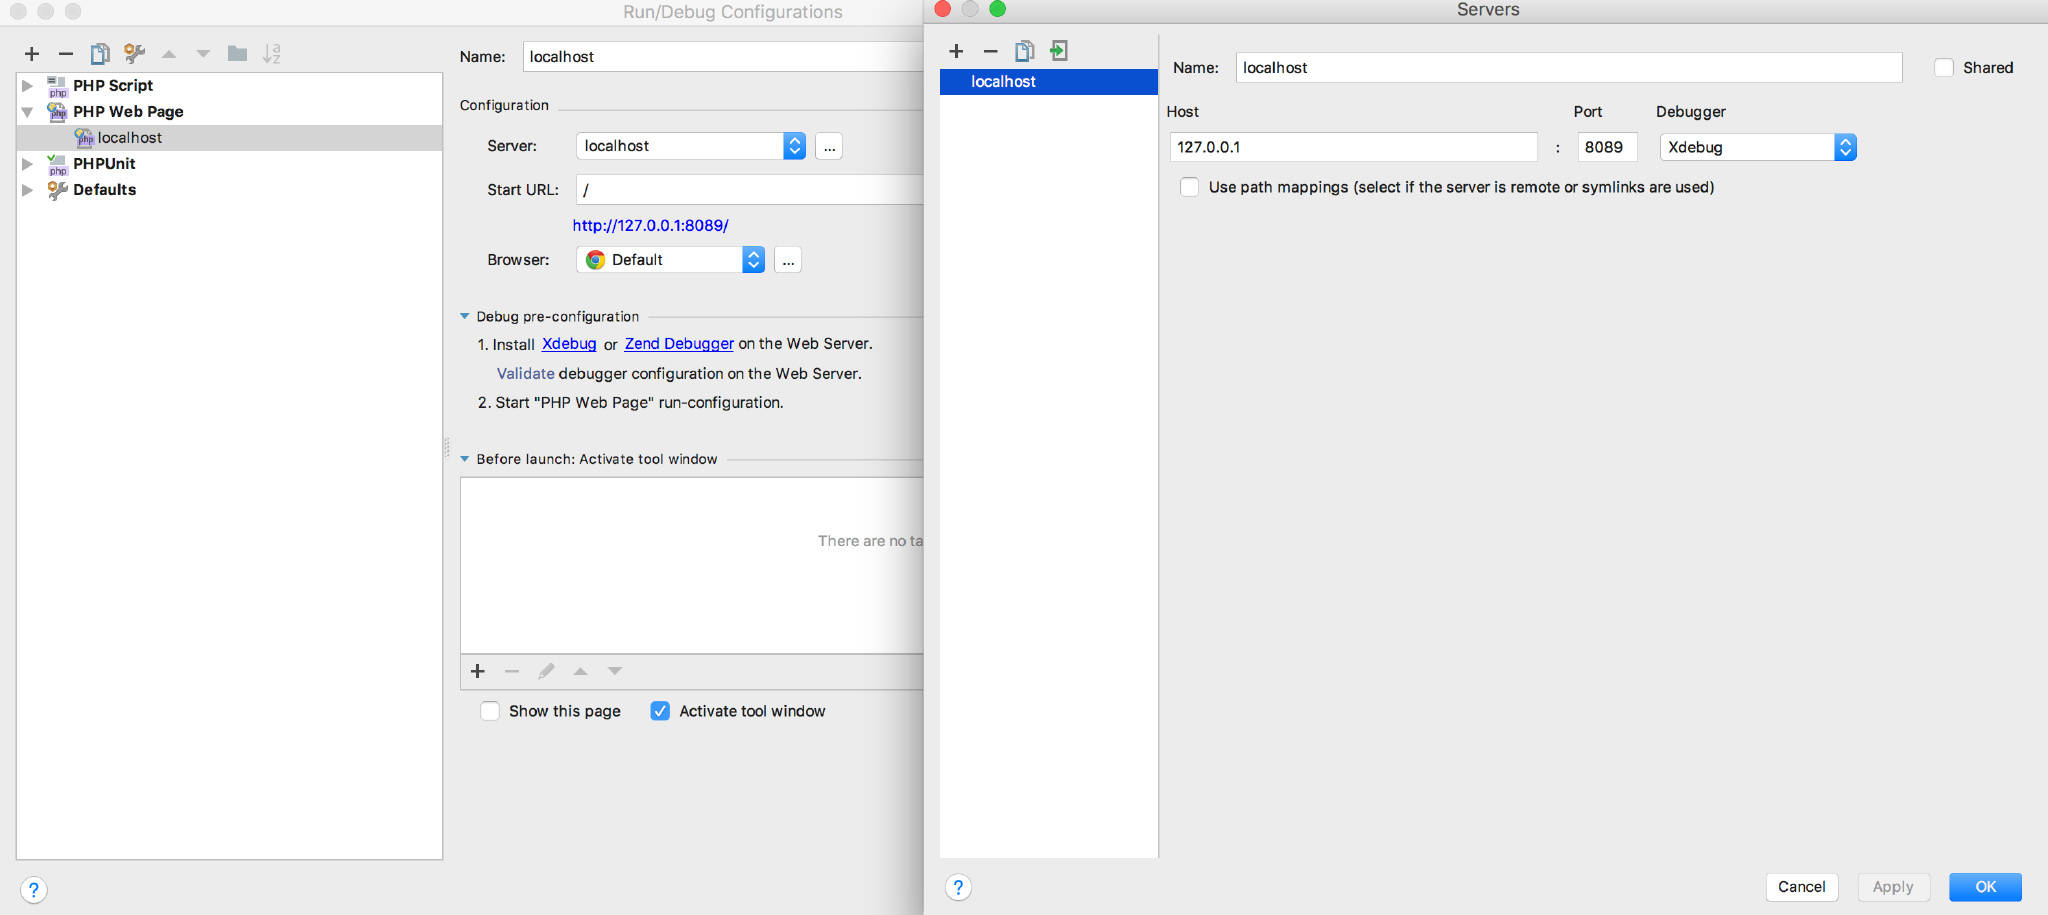 Run/Debug Configurations
PHP Script
PHP Web Page
localhost
PHPUnit
Defaults
Name: localhost
Configuration
Server: localhost ...
Start URL: /
http://127.0.0.1:8089/
Browser: Default ...
Debug pre-configuration
1. Install Xdebug or Zend Debugger on the Web Server.
Validate debugger configuration on the Web Server.
2. Start "PHP Web Page" run-configuration.
Before launch: Activate tool window
There are no ta
Show this page Activate tool window
?
Servers
localhost
Name: localhost Shared
Host Port Debugger
127.0.0.1 : 8089 Xdebug
Use path mappings (select if the server is remote or symlinks are used)
? Cancel Apply OK